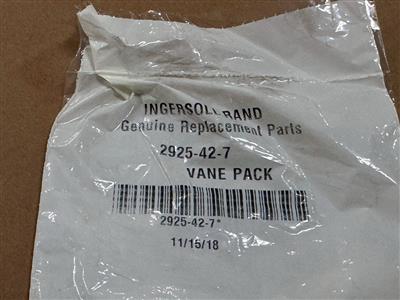 INGERSOLL RAND
Genuine Replacement Parts
2925-42-7
VANE PACK
2925-42-7*
11/15/18